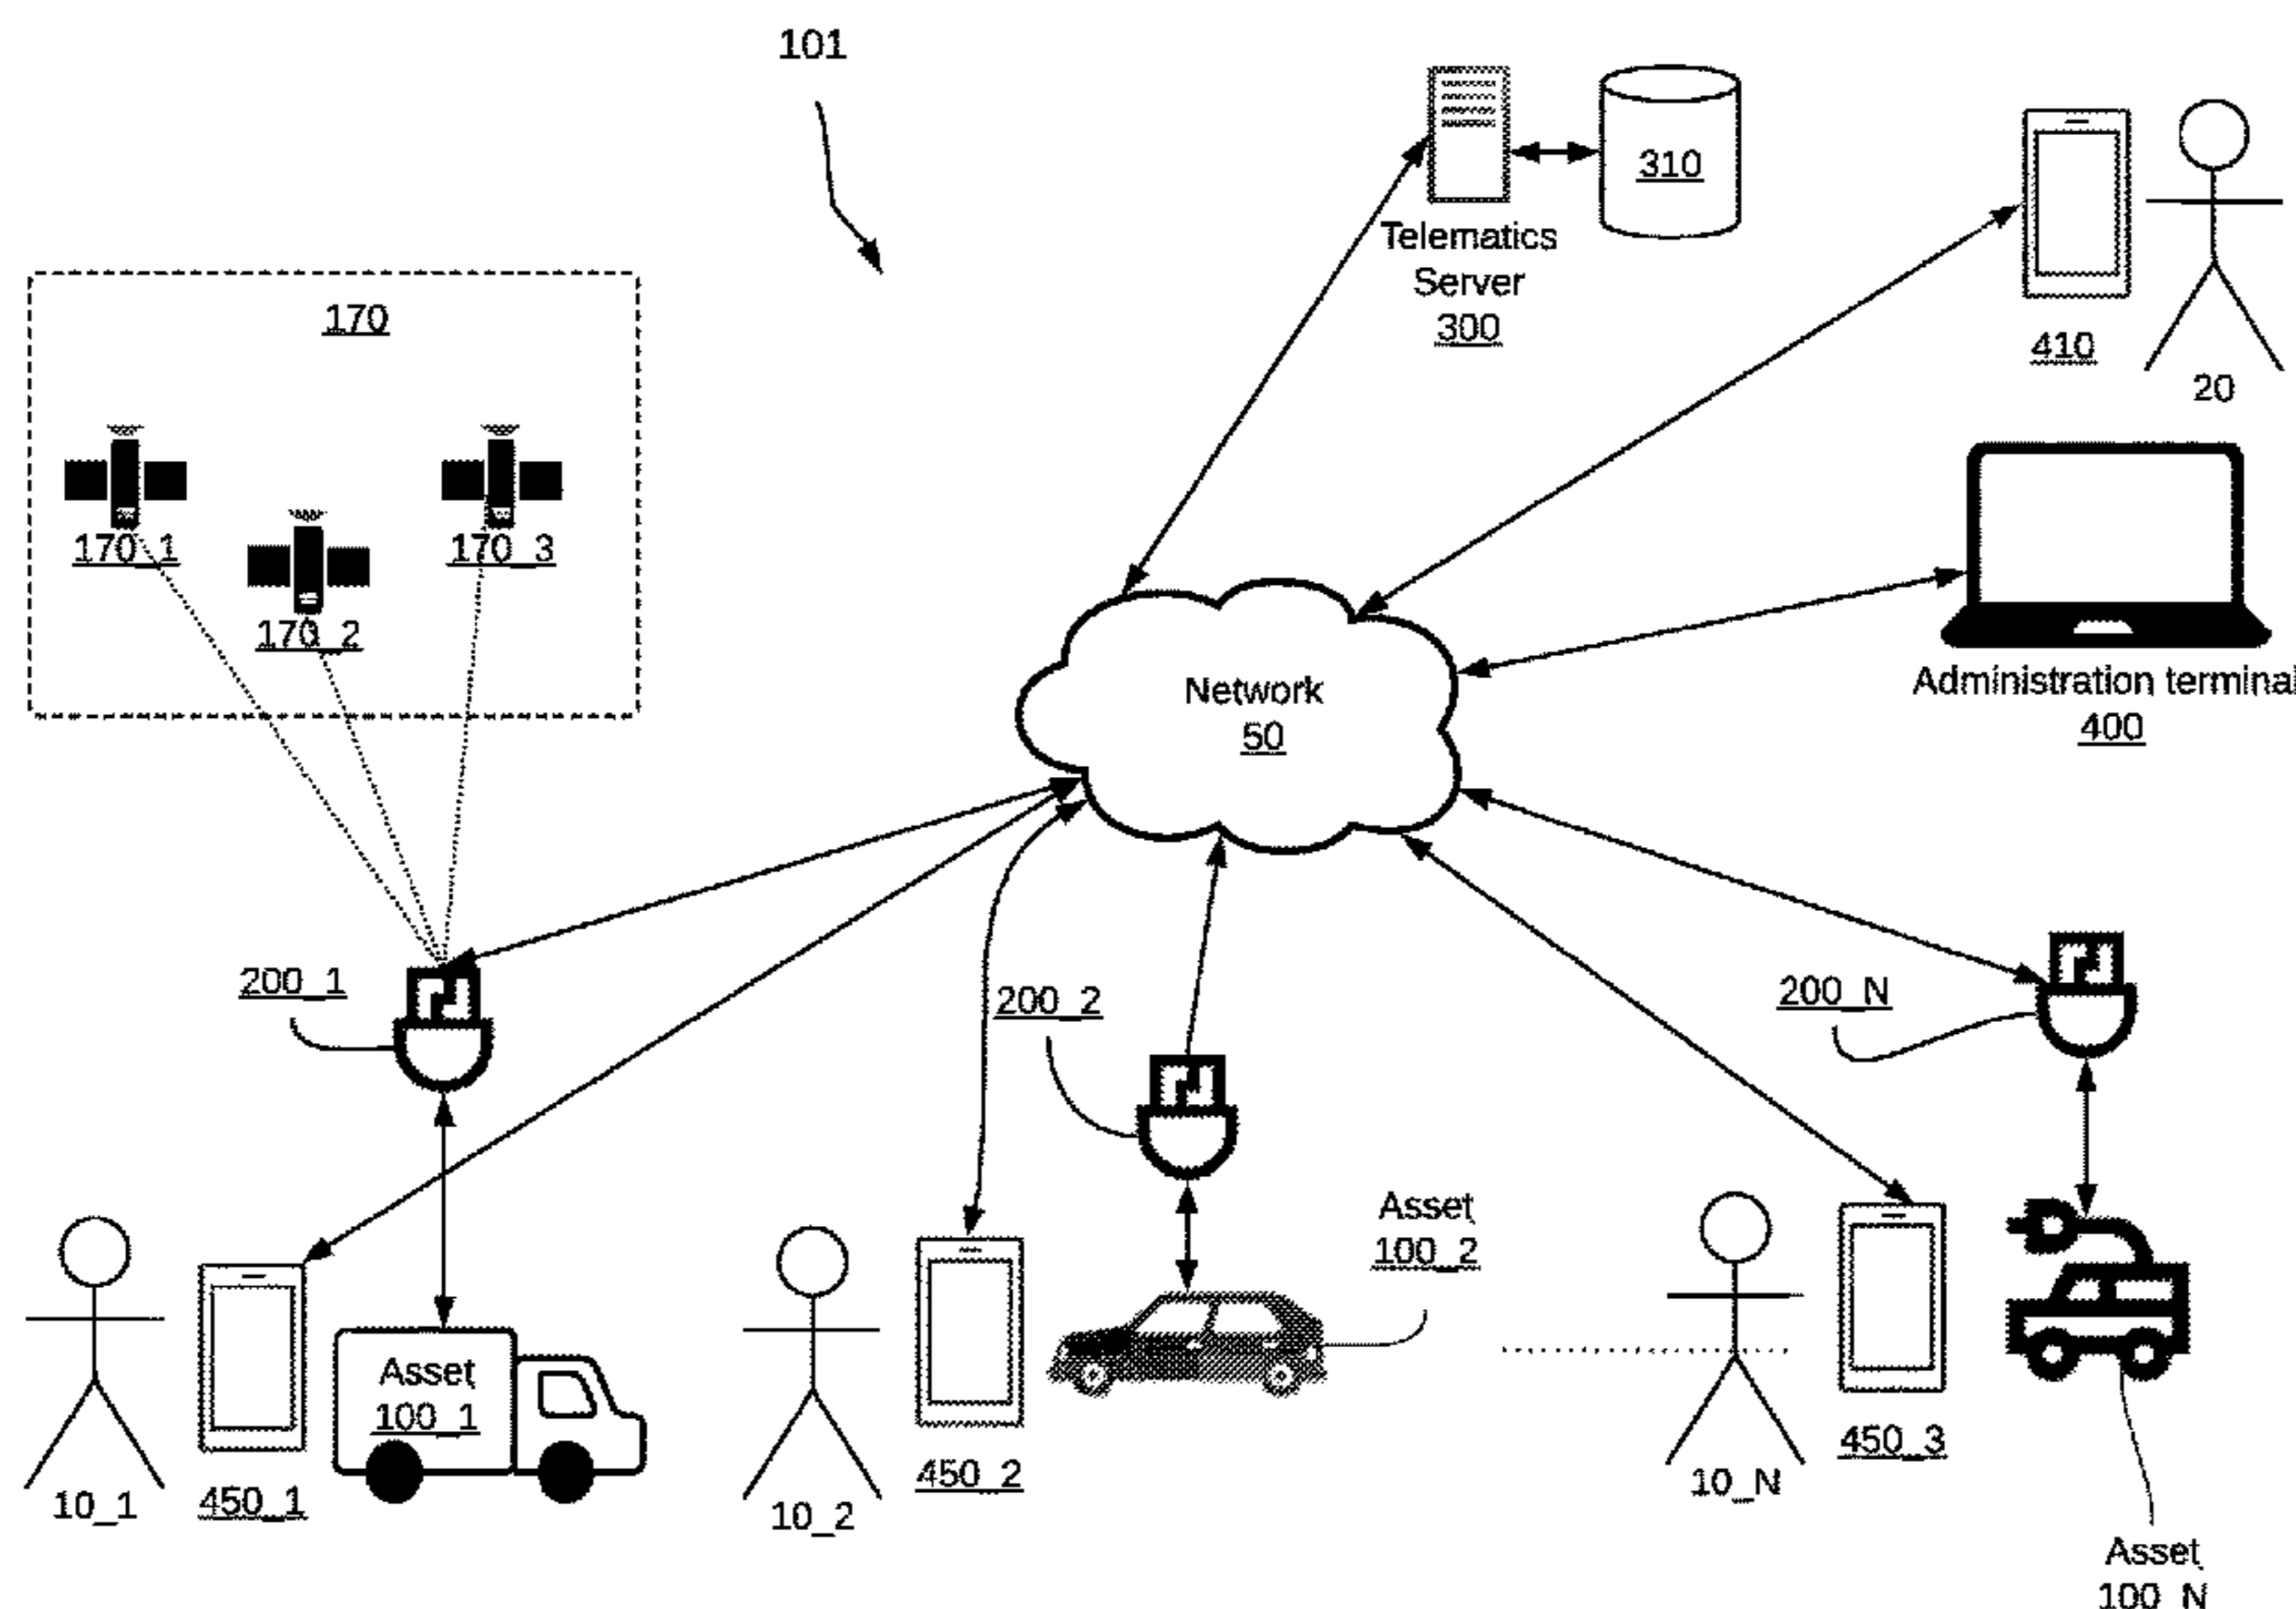 101
310
Telematics
Server
300
410
20
170
170_1
170_3
170_2
Network
50
Administration terminal
400
200_1
200_2
200_N
Asset
100_2
Asset
100_1
10_1
450_1
10_2
450_2
10_N
450_3
Asset
100_N